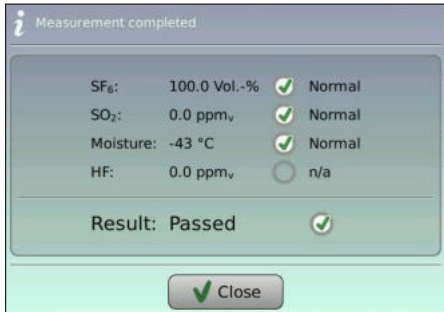 Measurement completed
SF₆: 100.0 Vol.-% Normal
SO₂: 0.0 ppmᵥ Normal
Moisture: -43 °C Normal
HF: 0.0 ppmᵥ n/a
Result: Passed
Close